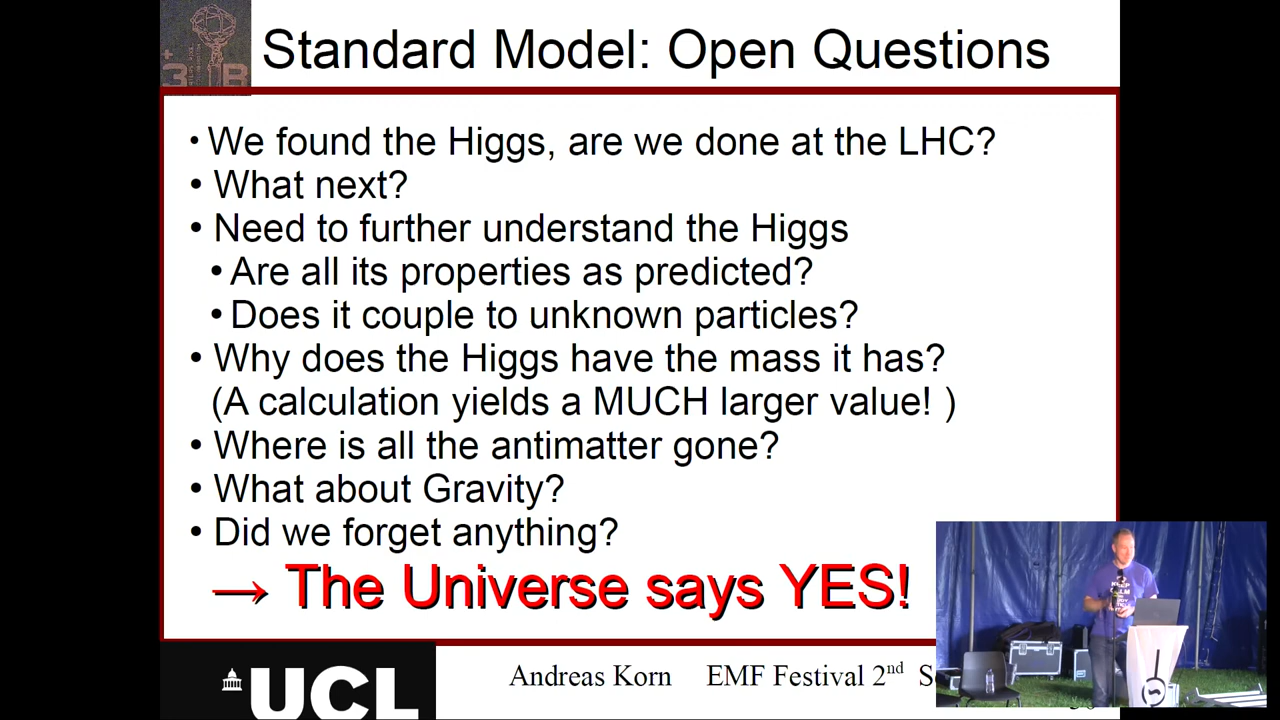 Standard Model: Open Questions
• We found the Higgs, are we done at the LHC?
• What next?
• Need to further understand the Higgs
• Are all its properties as predicted?
• Does it couple to unknown particles?
• Why does the Higgs have the mass it has?
(A calculation yields a MUCH larger value! )
• Where is all the antimatter gone?
• What about Gravity?
• Did we forget anything?
→ The Universe says YES!
UCL
Andreas Korn EMF Festival 2nd
KEEP